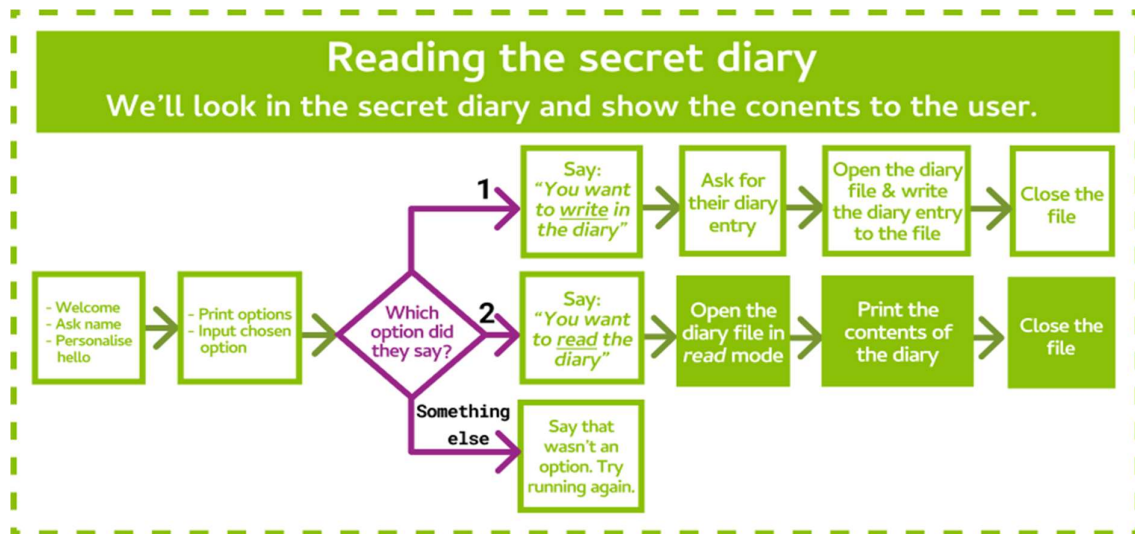 Reading the secret diary
We'll look in the secret diary and show the conents to the user.
- Welcome
- Ask name
- Personalise
hello
- Print options
- Input chosen
option
Which
option did
they say?
1
Say:
"You want
to write in
the diary"
Ask for
their diary
entry
Open the diary
file & write
the diary entry
to the file
Close the
file
2
Say:
"You want
to read the
diary"
Open the
diary file in
read mode
Print the
contents of
the diary
Close the
file
Something
else
Say that
wasn't an
option. Try
running again.